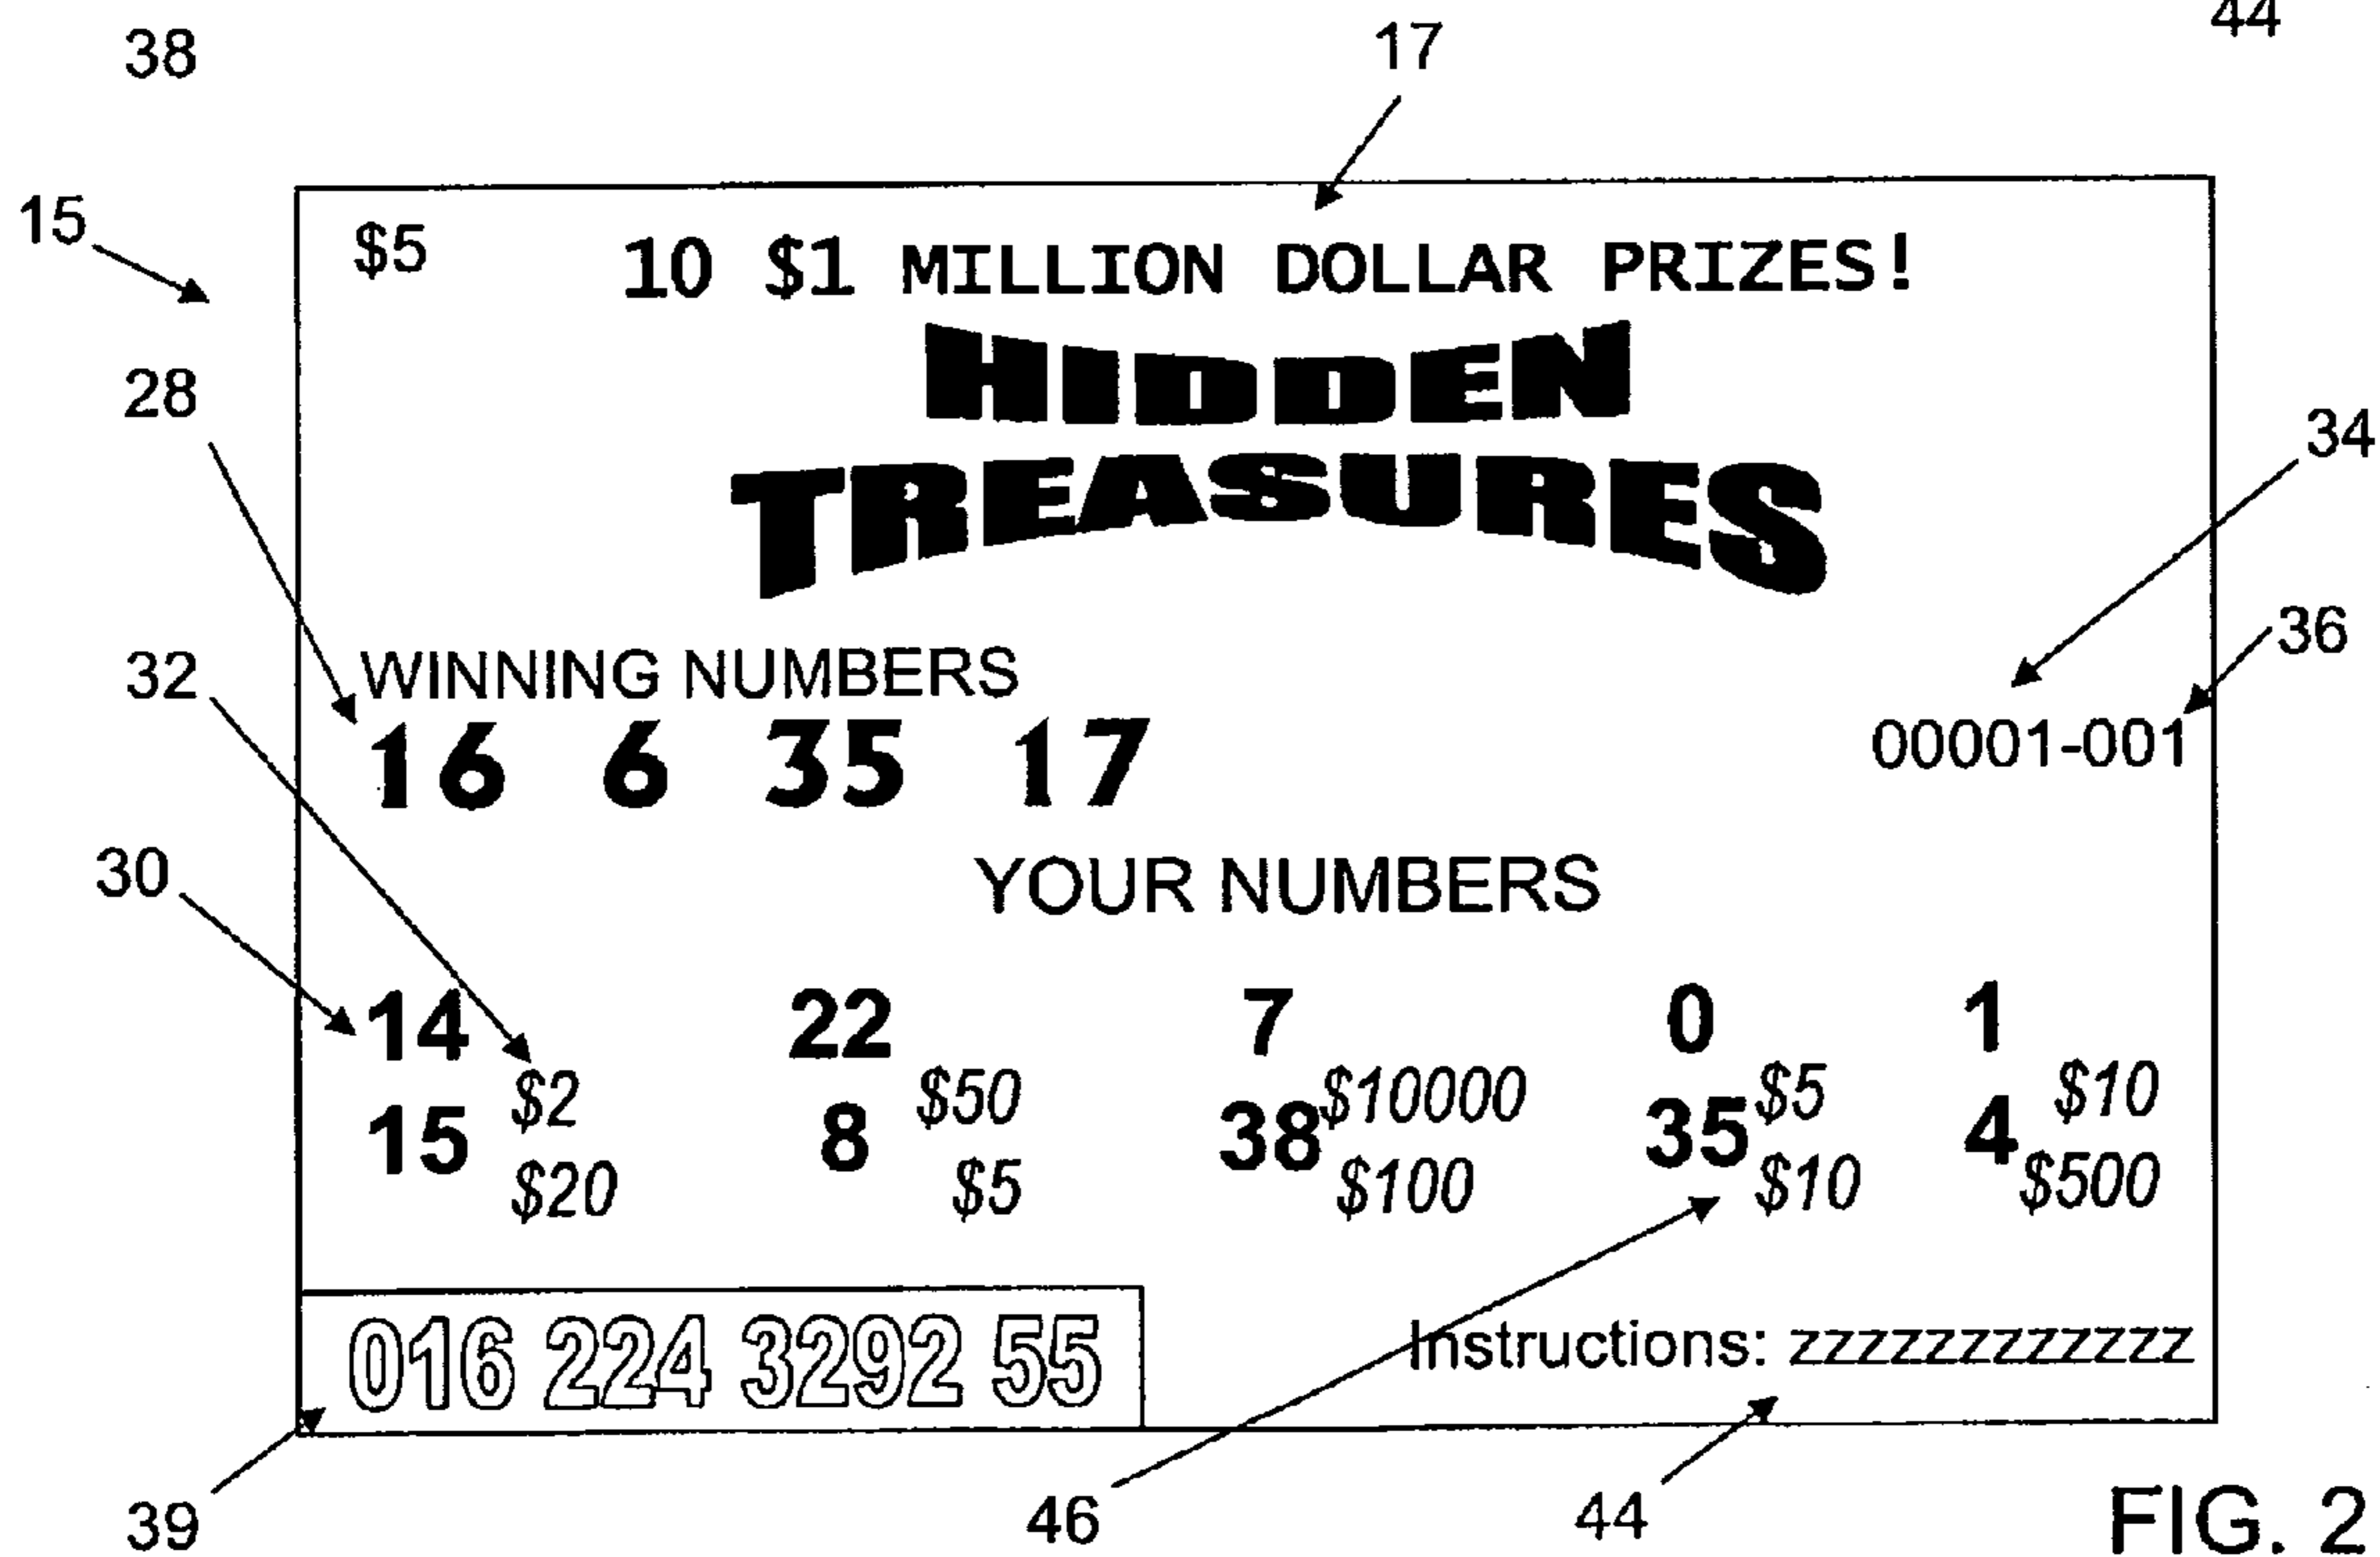 38 17 44
15 $5 10 $1 MILLION DOLLAR PRIZES!
HIDDEN
28
TREASURES 34
36
32 WINNING NUMBERS
16 6 35 17 00001-001
30 YOUR NUMBERS
14 22 7 0 1
$2 $50 $10000 $5 $10
15 8 38 35 4
$20 $5 $100 $10 $500
016 224 3292 55 Instructions: zzzzzzzzzzzz
39 46 44 FIG. 2